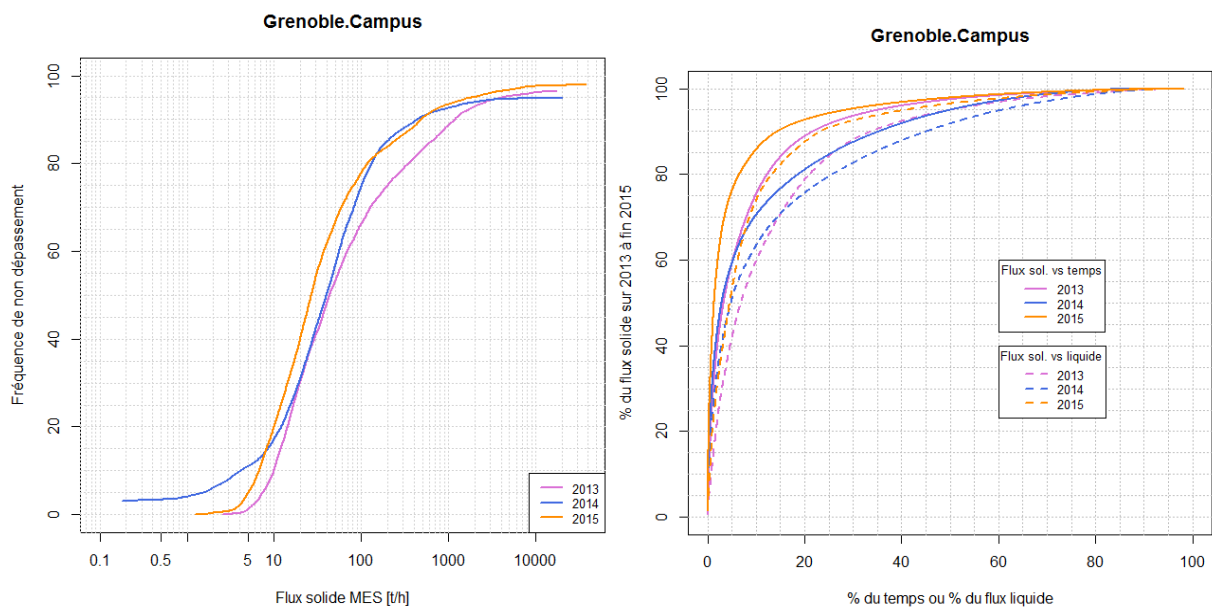 Grenoble.Campus
Fréquence de non dépassement
100
80
60
40
20
0
0.1 0.5 5 10 100 1000 10000
Flux solide MES [t/h]
2013
2014
2015
Grenoble.Campus
% du flux solide sur 2013 à fin 2015
100
80
60
40
20
0
0 20 40 60 80 100
% du temps ou % du flux liquide
Flux sol. vs temps
2013
2014
2015
Flux sol. vs liquide
2013
2014
2015